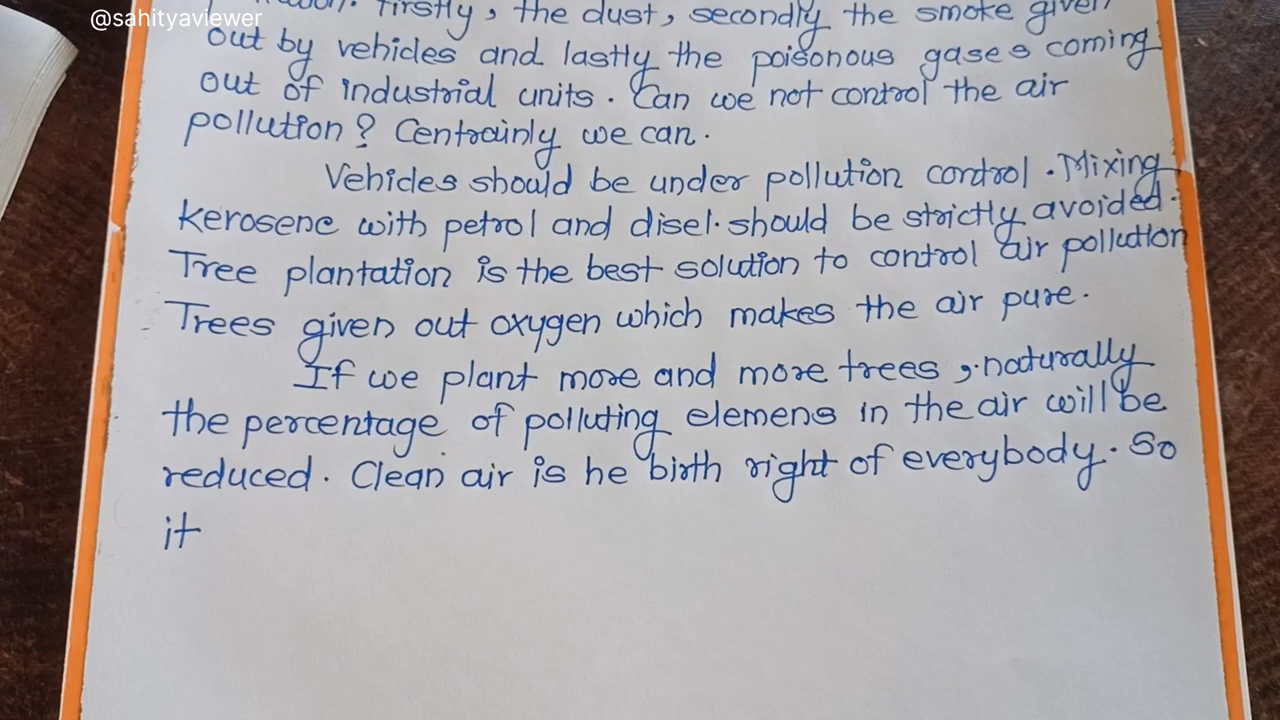 @sahityaviewer
Firstly, the dust, secondly the smoke given
out by vehicles and lastly the poisonous gases coming
out of industrial units. Can we not control the air
pollution? Centrainly we can.
Vehicles should be under pollution control. Mixing
kerosene with petrol and disel. should be strictly avoided.
Tree plantation is the best solution to control air pollution
Trees given out oxygen which makes the air pure.
If we plant more and more trees, naturally
the percentage of polluting elemens in the air will be
reduced. Clean air is he birth right of everybody. So
it